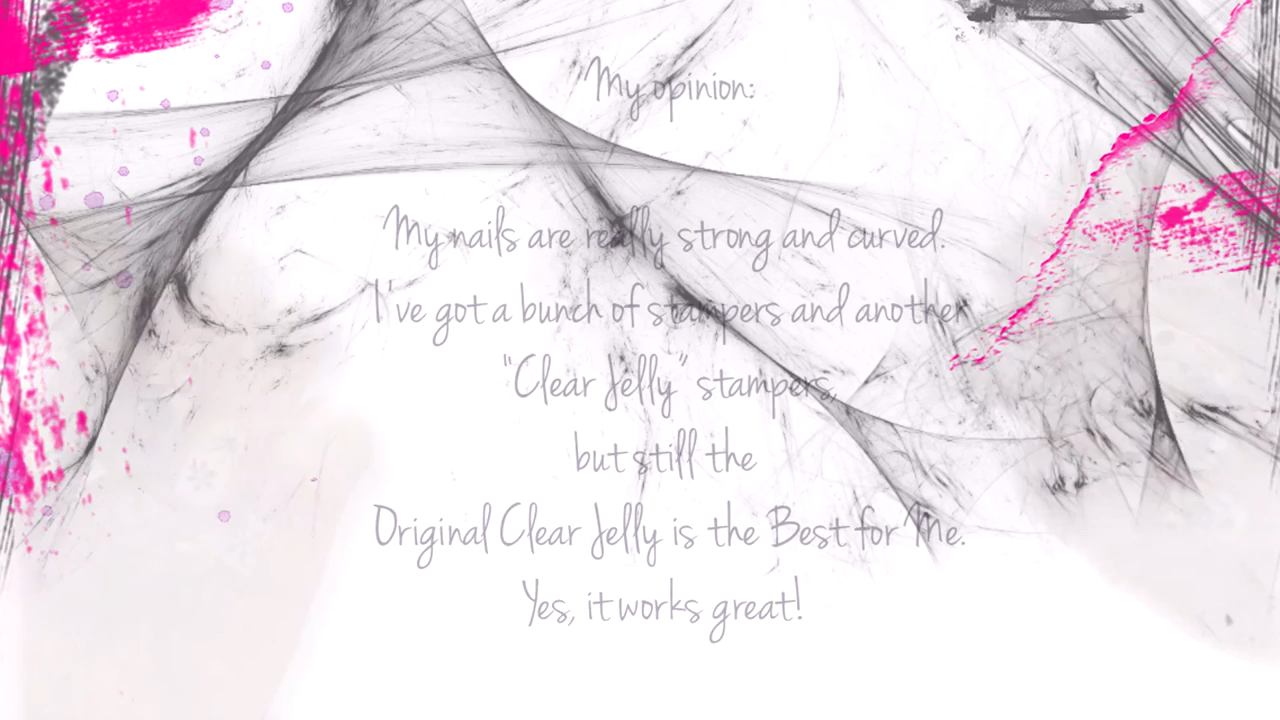 My opinion:
My nails are really strong and curved.
I've got a bunch of stampers and another
"Clear Jelly" stampers,
but still the
Original Clear Jelly is the Best for Me.
Yes, it works great!